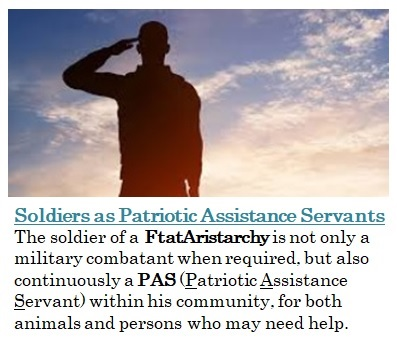 Soldiers as Patriotic Assistance Servants
The soldier of a FtatAristarchy is not only a
military combatant when required, but also
continuously a PAS (Patriotic Assistance
Servant) within his community, for both
animals and persons who may need help.